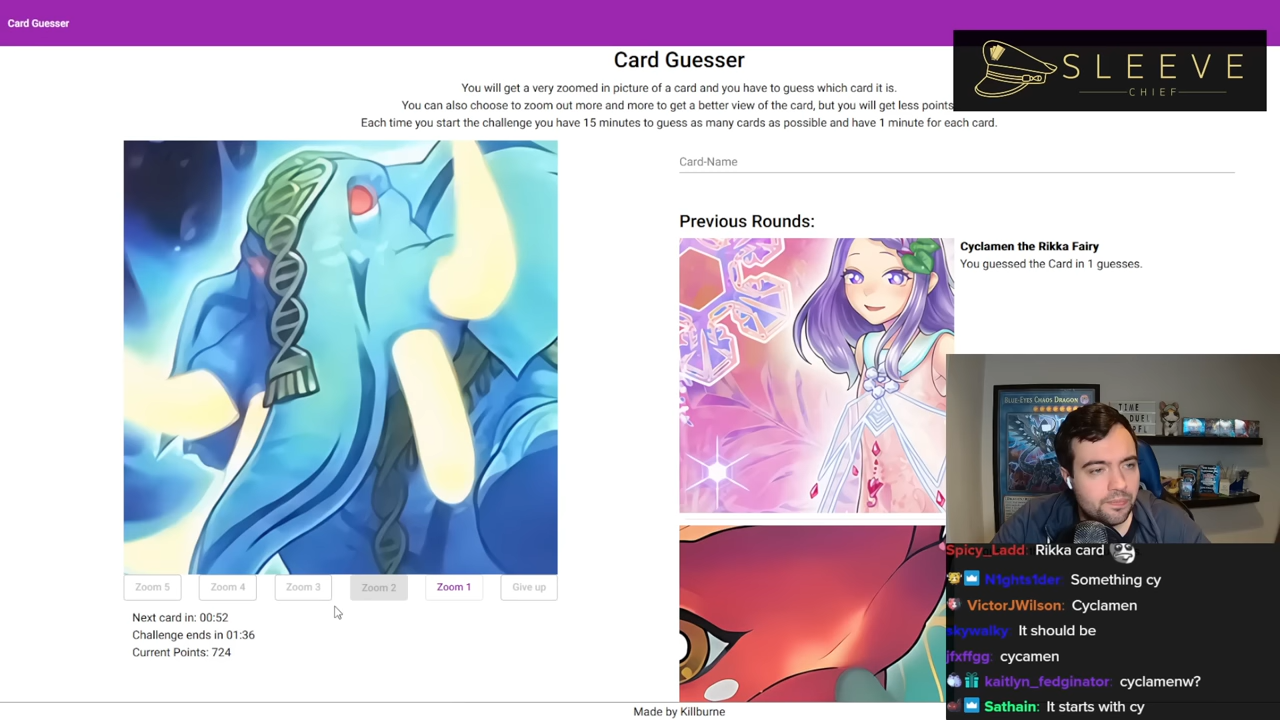 Card Guesser
Card Guesser
You will get a very zoomed in picture of a card and you have to guess which card it is.
You can also choose to zoom out more and more to get a better view of the card, but you will get less points
Each time you start the challenge you have 15 minutes to guess as many cards as possible and have 1 minute for each card.
SLEEVE
CHIEF
Card-Name
Previous Rounds:
Cyclamen the Rikka Fairy
You guessed the Card in 1 guesses.
Zoom 5
Zoom 4
Zoom 3
Zoom 2
Zoom 1
Give up
Next card in: 00:52
Challenge ends in 01:36
Current Points: 724
BLUE-EYES CHAOS DRAGON
TIME
Spicy_Ladd: Rikka card
N1ghts1der Something cy
VictorJWilson: Cyclamen
skywalky It should be
jfxffgg: cycamen
kaitlyn_fedginator: cyclamenw?
Sathain: It starts with cy
Made by Killburne